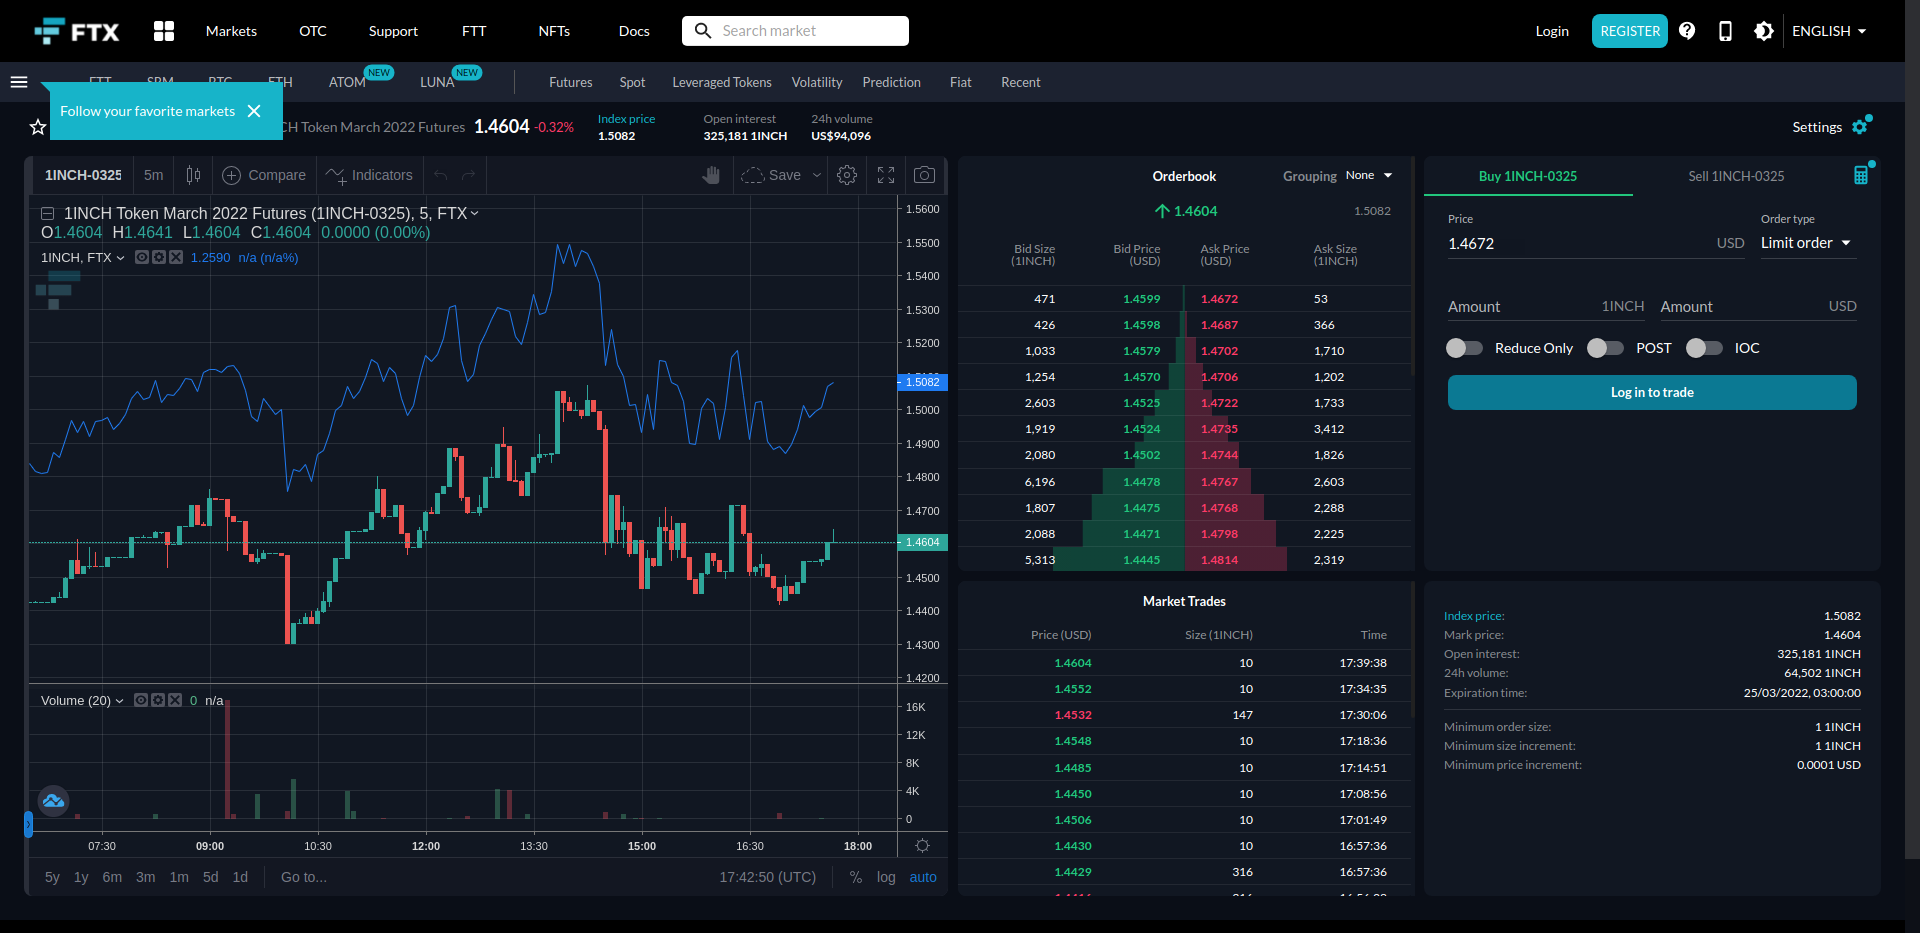 FTX
Markets
OTC
Support
FTT
NFTs
Docs
Search market
Login
REGISTER
ENGLISH
FTT
SRM
BTC
ETH
ATOM
NEW
LUNA
NEW
Futures
Spot
Leveraged Tokens
Volatility
Prediction
Fiat
Recent
Follow your favorite markets
CH Token March 2022 Futures
1.4604
-0.32%
Index price
1.5082
Open interest
325,181 1INCH
24h volume
US$94,096
Settings
1INCH-0325
5m
Compare
Indicators
Save
1INCH Token March 2022 Futures (1INCH-0325), 5, FTX
O1.4604 H1.4641 L1.4604 C1.4604 0.0000 (0.00%)
1INCH, FTX
1.2590 n/a (n/a%)
1.5600
1.5500
1.5400
1.5300
1.5200
1.5082
1.5000
1.4900
1.4800
1.4700
1.4604
1.4500
1.4400
1.4300
1.4200
Volume (20)
0 n/a
16K
12K
8K
4K
0
07:30
09:00
10:30
12:00
13:30
15:00
16:30
18:00
5y
1y
6m
3m
1m
5d
1d
Go to...
17:42:50 (UTC)
%
log
auto
Orderbook
Grouping
None
1.4604
1.5082
Bid Size (1INCH) Bid Price (USD) Ask Price (USD) Ask Size (1INCH)
471 1.4599 1.4672 53
426 1.4598 1.4687 366
1,033 1.4579 1.4702 1,710
1,254 1.4570 1.4706 1,202
2,603 1.4525 1.4722 1,733
1,919 1.4524 1.4735 3,412
2,080 1.4502 1.4744 1,826
6,196 1.4478 1.4767 2,603
1,807 1.4475 1.4768 2,288
2,088 1.4471 1.4798 2,225
5,313 1.4445 1.4814 2,319
Market Trades
Price (USD) Size (1INCH) Time
1.4604 10 17:39:38
1.4552 10 17:34:35
1.4532 147 17:30:06
1.4548 10 17:18:36
1.4485 10 17:14:51
1.4450 10 17:08:56
1.4506 10 17:01:49
1.4430 10 16:57:36
1.4429 316 16:57:36
Buy 1INCH-0325
Sell 1INCH-0325
Price
1.4672
USD
Order type
Limit order
Amount
1INCH
Amount
USD
Reduce Only
POST
IOC
Log in to trade
Index price: 1.5082
Mark price: 1.4604
Open interest: 325,181 1INCH
24h volume: 64,502 1INCH
Expiration time: 25/03/2022, 03:00:00
Minimum order size: 1 1INCH
Minimum size increment: 1 1INCH
Minimum price increment: 0.0001 USD